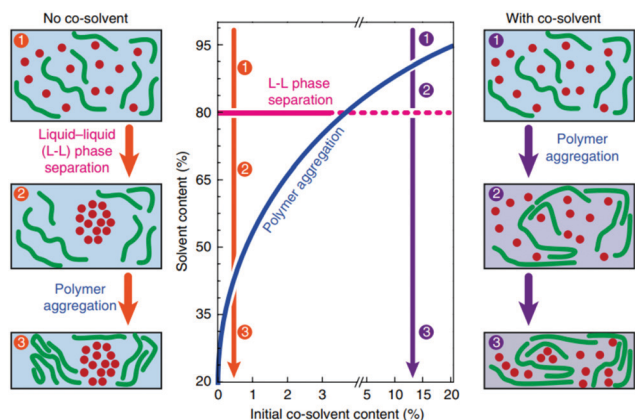 No co-solvent
1
Liquid–liquid
(L-L) phase
separation
2
Polymer
aggregation
3
Solvent content (%)
95
80
65
50
35
20
1
2
3
L-L phase
separation
Polymer aggregation
1
2
3
0
1
2
3
5
10
15
20
Initial co-solvent content (%)
With co-solvent
1
Polymer
aggregation
2
3